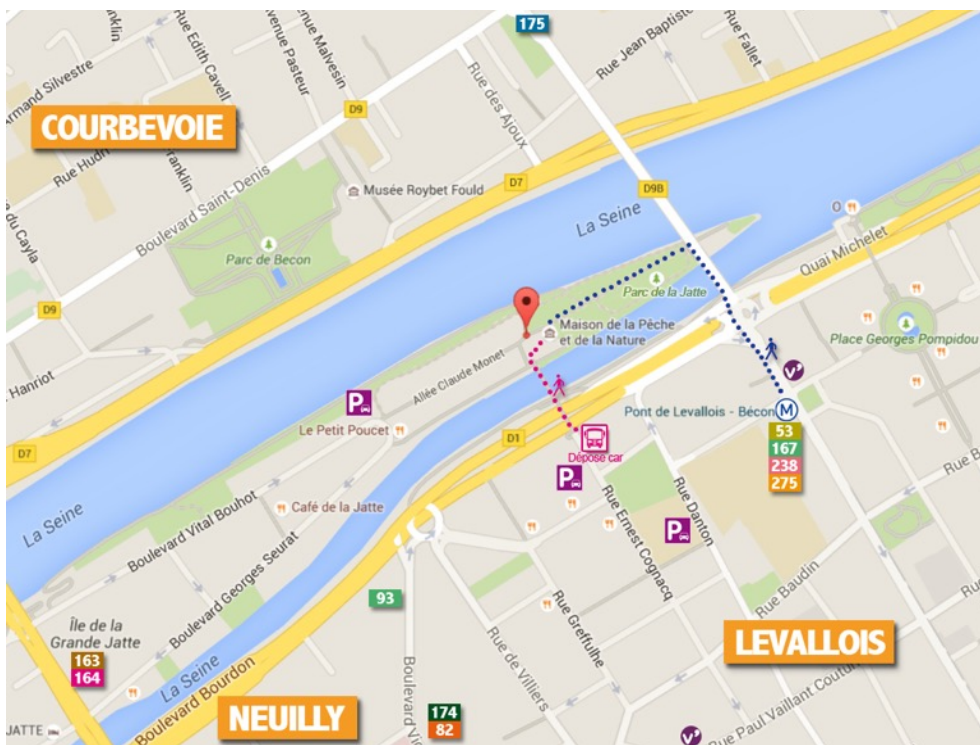 175
Rue Jean Baptiste
Rue Fallet
Rue Edith Cavell
Avenue Pasteur
Avenue Malvesin
Armand Silvestre
Franklin
D9
Rue des Ajoux
COURBEVOIE
D9
D7
Musée Roybet Fould
D7
D9B
O
La Seine
Boulevard Saint-Denis
Quai Michelet
Parc de Becon
Parc de la Jatte
D9
Maison de la Pêche
et de la Nature
Place Georges Pompidou
Hanriot
Allée Claude Monet
V'
P
Le Petit Poucet
Pont de Levallois - Bécon
M
D1
53
167
238
275
Dépose car
D7
P
Café de la Jatte
La Seine
Boulevard Vital Bouhot
Rue Ernest Cognacq
Rue Danton
P
Boulevard Georges Seurat
Rue Baudin
93
Île de la
Grande Jatte
163
164
Rue Greffulhe
LEVALLOIS
La Seine
Boulevard Bourdon
Rue de Villiers
Rue Paul Vaillant Coutu
NEUILLY
174
82
JATTE
V'